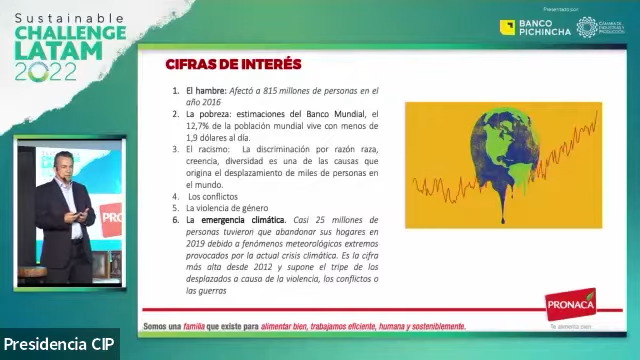 Sustainable
CHALLENGE
LATAM
2022
Presentado por:
BANCO
PICHINCHA
CÁMARA DE
INDUSTRIAS Y
PRODUCCIÓN
CIFRAS DE INTERÉS
1. El hambre: Afectó a 815 millones de personas en el
año 2016
2. La pobreza: estimaciones del Banco Mundial, el
12,7% de la población mundial vive con menos de
1,9 dólares al día.
3. El racismo: La discriminación por razón raza,
creencia, diversidad es una de las causas que
origina el desplazamiento de miles de personas en
el mundo.
4. Los conflictos
5. La violencia de género
6. La emergencia climática. Casi 25 millones de
personas tuvieron que abandonar sus hogares en
2019 debido a fenómenos meteorológicos extremos
provocados por la actual crisis climática. Es la cifra
más alta desde 2012 y supone el tripe de los
desplazados a causa de la violencia, los conflictos o
las guerras
PRONACA
PRONACA
Te alimenta bien
Somos una familia que existe para alimentar bien, trabajamos eficiente, humana y sosteniblemente.
Presidencia CIP